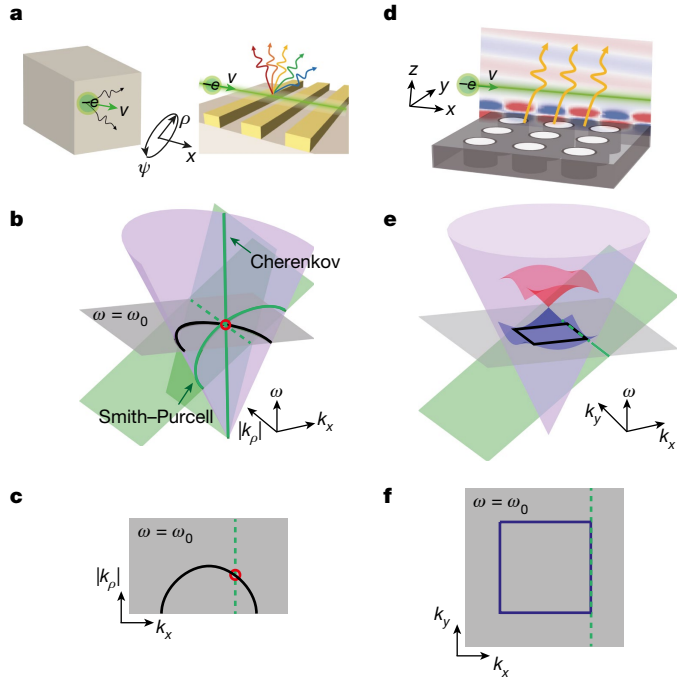 a
–e
v
ρ
ψ
x
–e
v
d
z
y
x
–e
v
b
Cherenkov
ω = ω0
Smith–Purcell
|kρ|
ω
kx
e
ky
ω
kx
c
ω = ω0
|kρ|
kx
f
ω = ω0
ky
kx